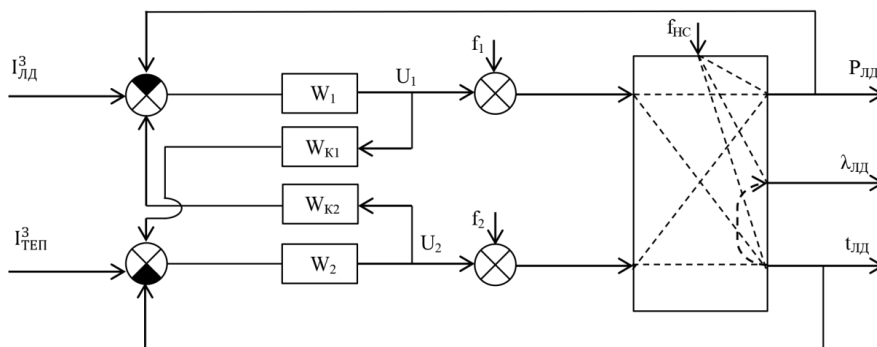 f_НС
I^З_ЛД
f_1
P_ЛД
U_1
W_1
W_К1
λ_ЛД
W_К2
I^З_ТЕП
f_2
U_2
W_2
t_ЛД